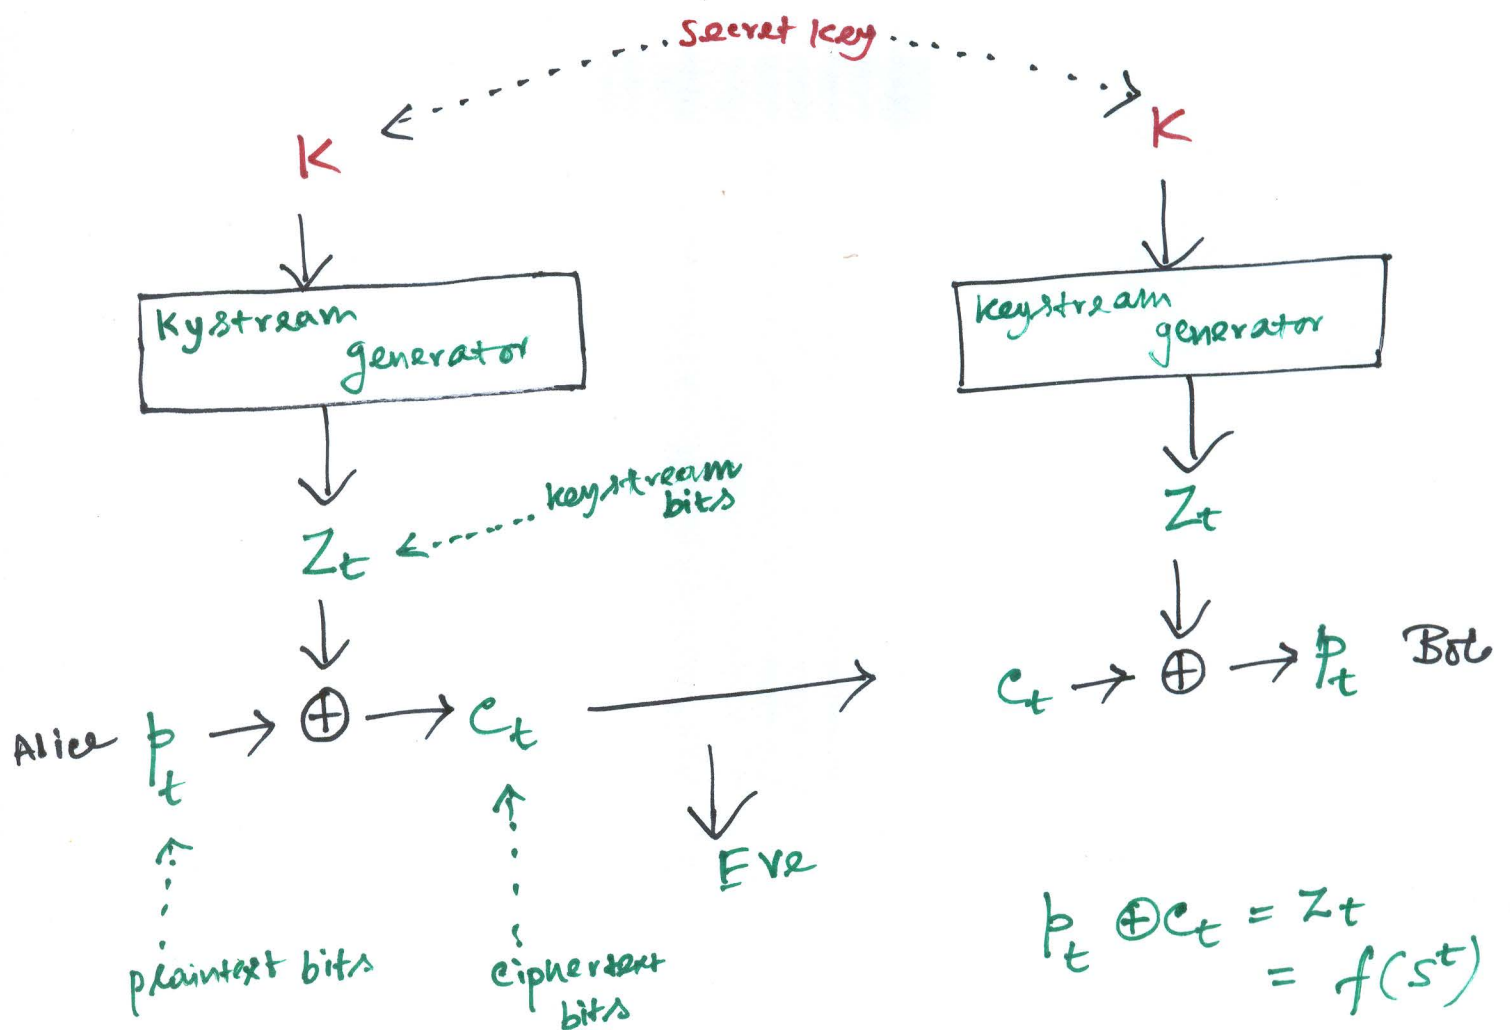 secret key
K
K
Kystream
generator
keystream
generator
Zt
keystream
bits
Zt
Alice pt ⊕ ct
ct ⊕ pt Bob
Eve
plaintext bits
ciphertext
bits
pt ⊕ ct = zt
= f(s^t)